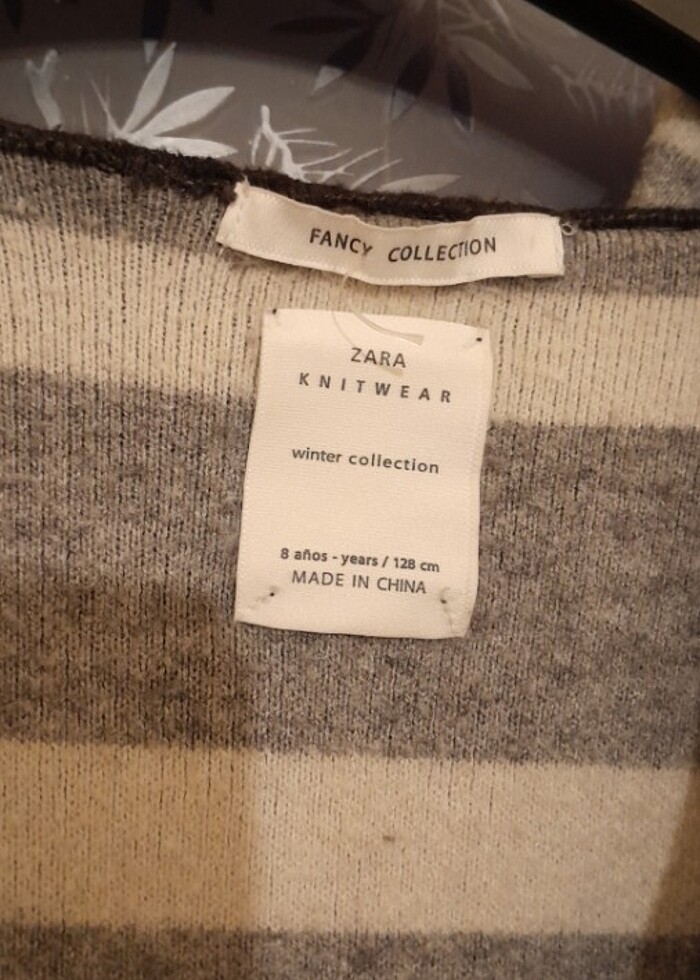 FANCY COLLECTION
ZARA
KNITWEAR
winter collection
8 años - years / 128 cm
MADE IN CHINA